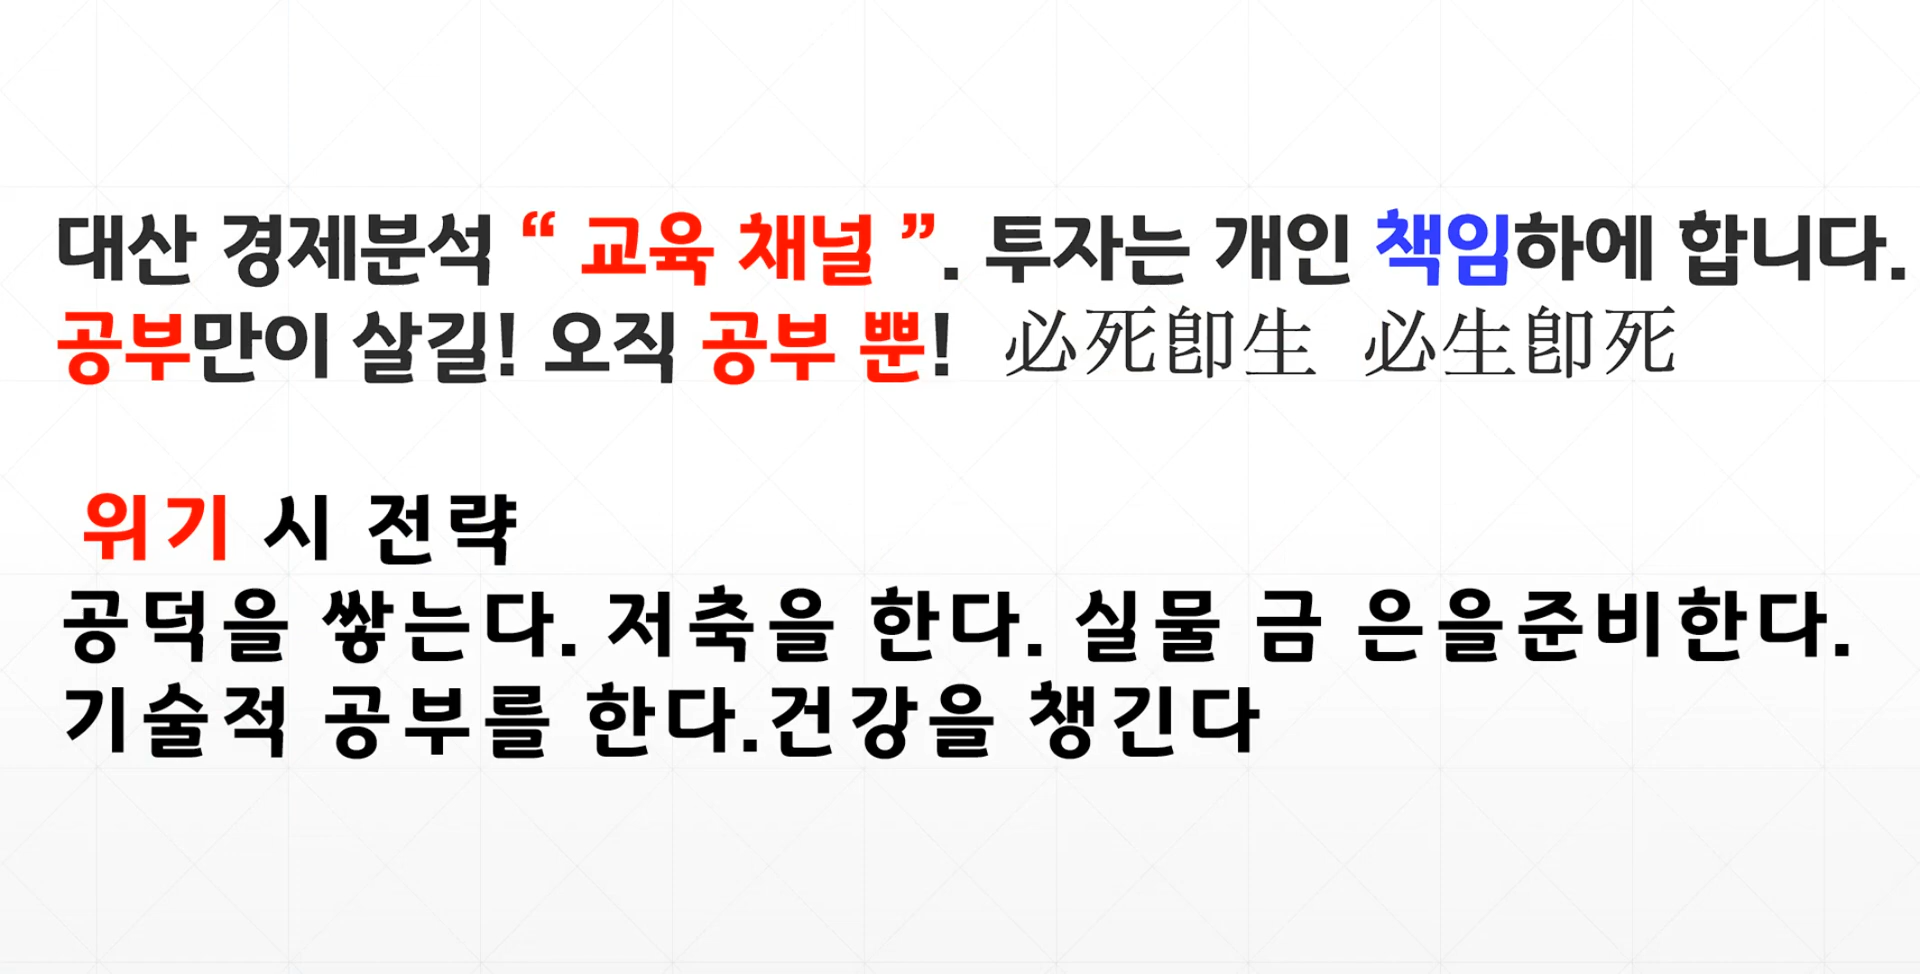 대산 경제분석 “ 교육 채널 ”. 투자는 개인 책임하에 합니다.
공부만이 살길! 오직 공부 뿐! 必死卽生 必生卽死
위기 시 전략
공덕을 쌓는다. 저축을 한다. 실물 금 은을준비한다.
기술적 공부를 한다.건강을 챙긴다